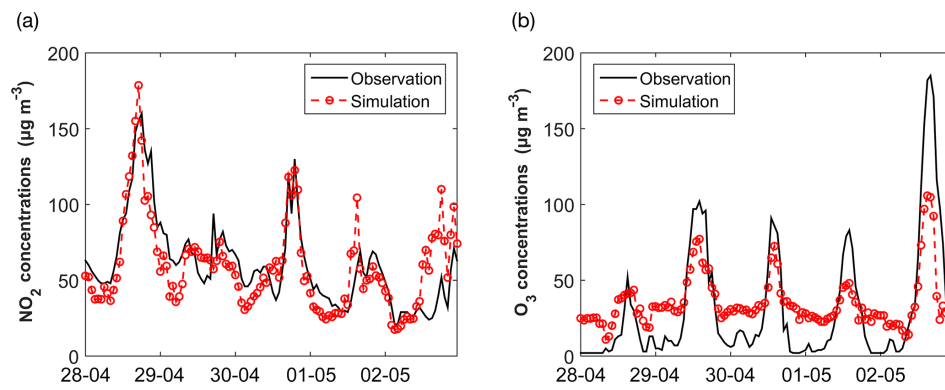 (a)
(b)
NO2 concentrations (µg m⁻³)
200
150
100
50
0
28-04 29-04 30-04 01-05 02-05
Observation
Simulation
O3 concentrations (µg m⁻³)
200
150
100
50
0
28-04 29-04 30-04 01-05 02-05
Observation
Simulation